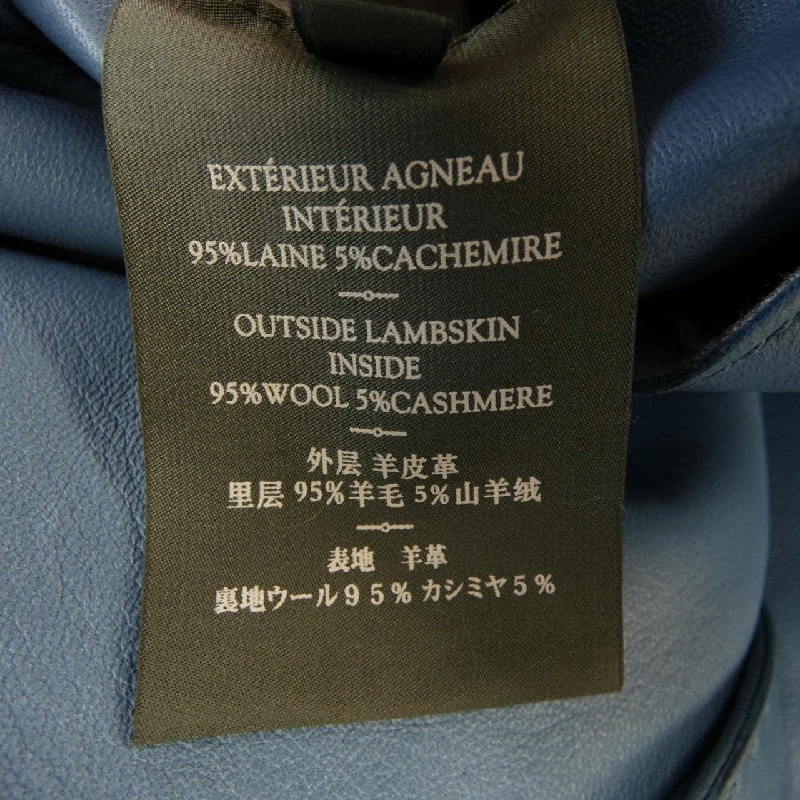 EXTÉRIEUR AGNEAU
INTÉRIEUR
95%LAINE 5%CACHEMIRE
OUTSIDE LAMBSKIN
INSIDE
95%WOOL 5%CASHMERE
外层 羊皮革
里层 95%羊毛 5%山羊绒
表地 羊革
裏地ウール95% カシミヤ5%